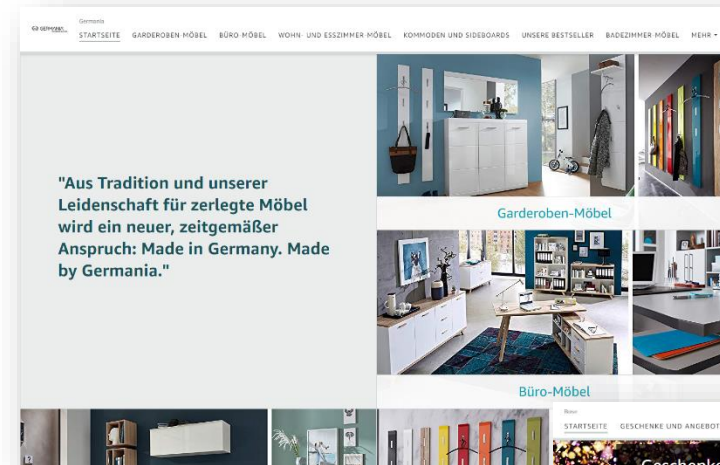 Germania
STARTSEITE GARDEROBEN-MÖBEL BÜRO-MÖBEL WOHN- UND ESSZIMMER-MÖBEL KOMMODEN UND SIDEBOARDS UNSERE BESTSELLER BADEZIMMER-MÖBEL MEHR
"Aus Tradition und unserer
Leidenschaft für zerlegte Möbel
wird ein neuer, zeitgemäßer
Anspruch: Made in Germany. Made
by Germania."
Garderoben-Möbel
Büro-Möbel
STARTSEITE GESCHENKE UND ANGEBOT